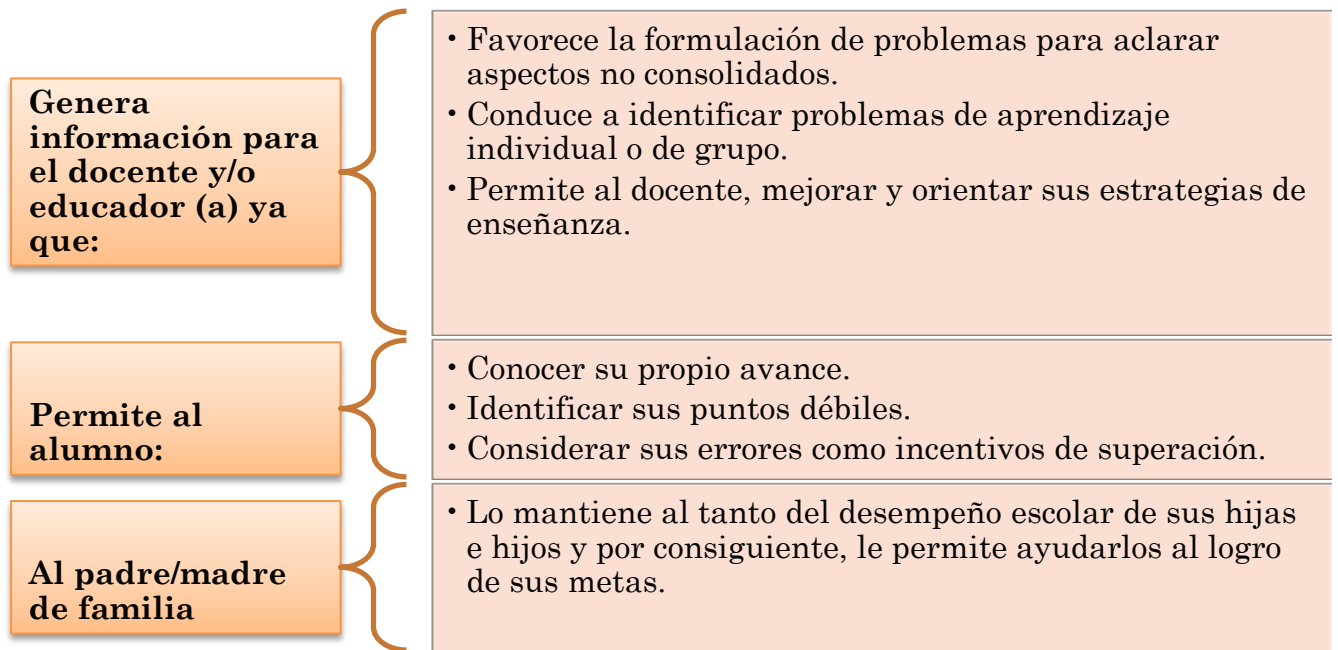 Genera
información para
el docente y/o
educador (a) ya
que:
• Favorece la formulación de problemas para aclarar
aspectos no consolidados.
• Conduce a identificar problemas de aprendizaje
individual o de grupo.
• Permite al docente, mejorar y orientar sus estrategias de
enseñanza.
Permite al
alumno:
• Conocer su propio avance.
• Identificar sus puntos débiles.
• Considerar sus errores como incentivos de superación.
Al padre/madre
de familia
• Lo mantiene al tanto del desempeño escolar de sus hijas
e hijos y por consiguiente, le permite ayudarlos al logro
de sus metas.